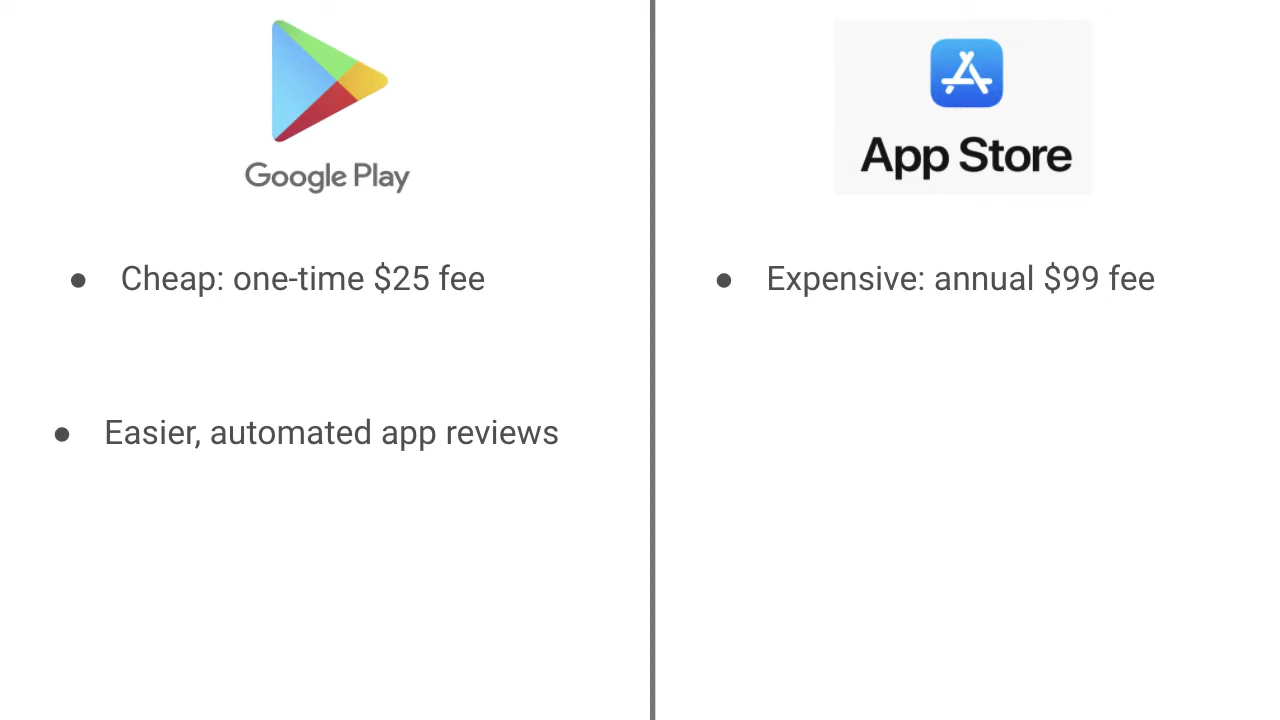 Google Play
● Cheap: one-time $25 fee
● Easier, automated app reviews
App Store
● Expensive: annual $99 fee